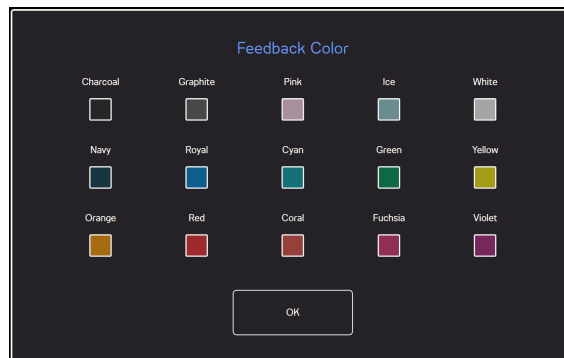 Feedback Color
Charcoal Graphite Pink Ice White
Navy Royal Cyan Green Yellow
Orange Red Coral Fuchsia Violet
OK